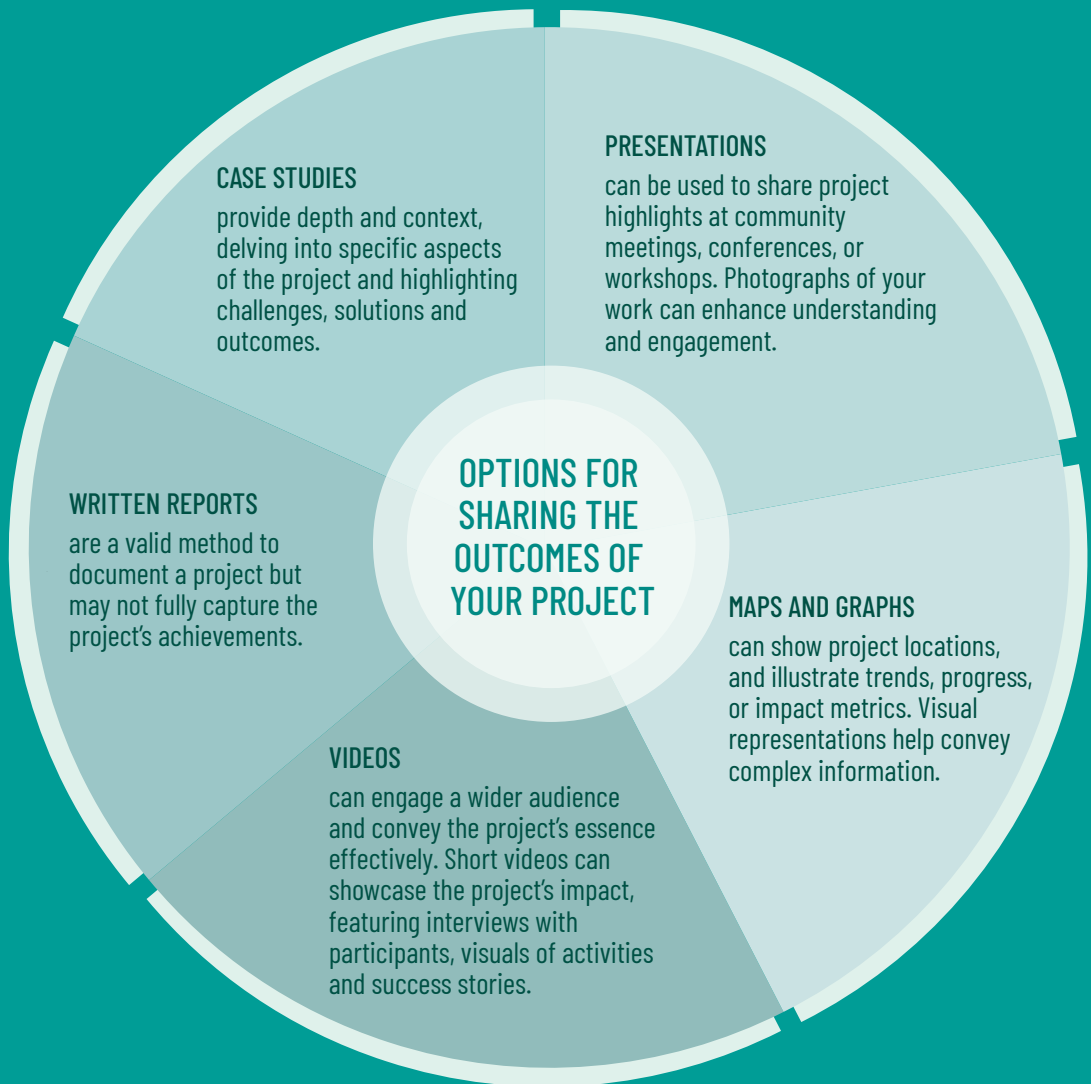 OPTIONS FOR
SHARING THE
OUTCOMES OF
YOUR PROJECT
PRESENTATIONS
can be used to share project
highlights at community
meetings, conferences, or
workshops. Photographs of your
work can enhance understanding
and engagement.
MAPS AND GRAPHS
can show project locations,
and illustrate trends, progress,
or impact metrics. Visual
representations help convey
complex information.
VIDEOS
can engage a wider audience
and convey the project’s essence
effectively. Short videos can
showcase the project’s impact,
featuring interviews with
participants, visuals of activities
and success stories.
WRITTEN REPORTS
are a valid method to
document a project but
may not fully capture the
project’s achievements.
CASE STUDIES
provide depth and context,
delving into specific aspects
of the project and highlighting
challenges, solutions and
outcomes.